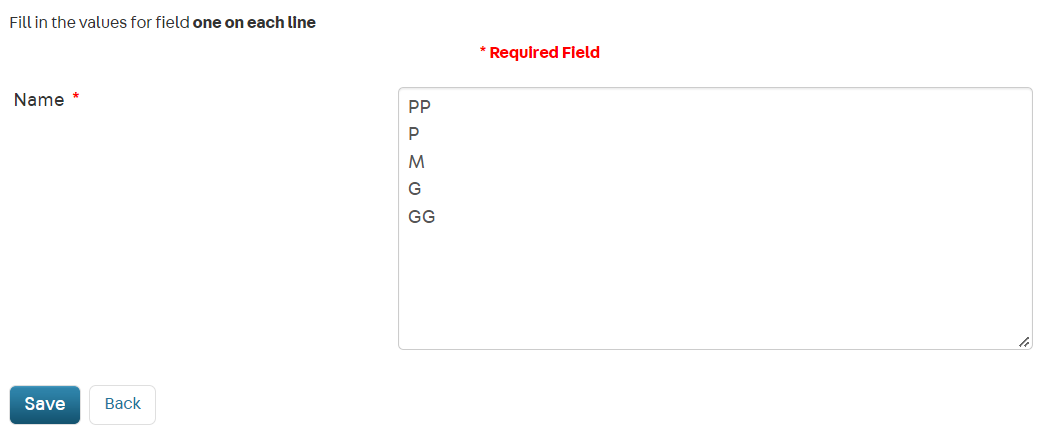 Fill in the values for field one on each line
* Required Field
Name *
PP
P
M
G
GG
Save
Back